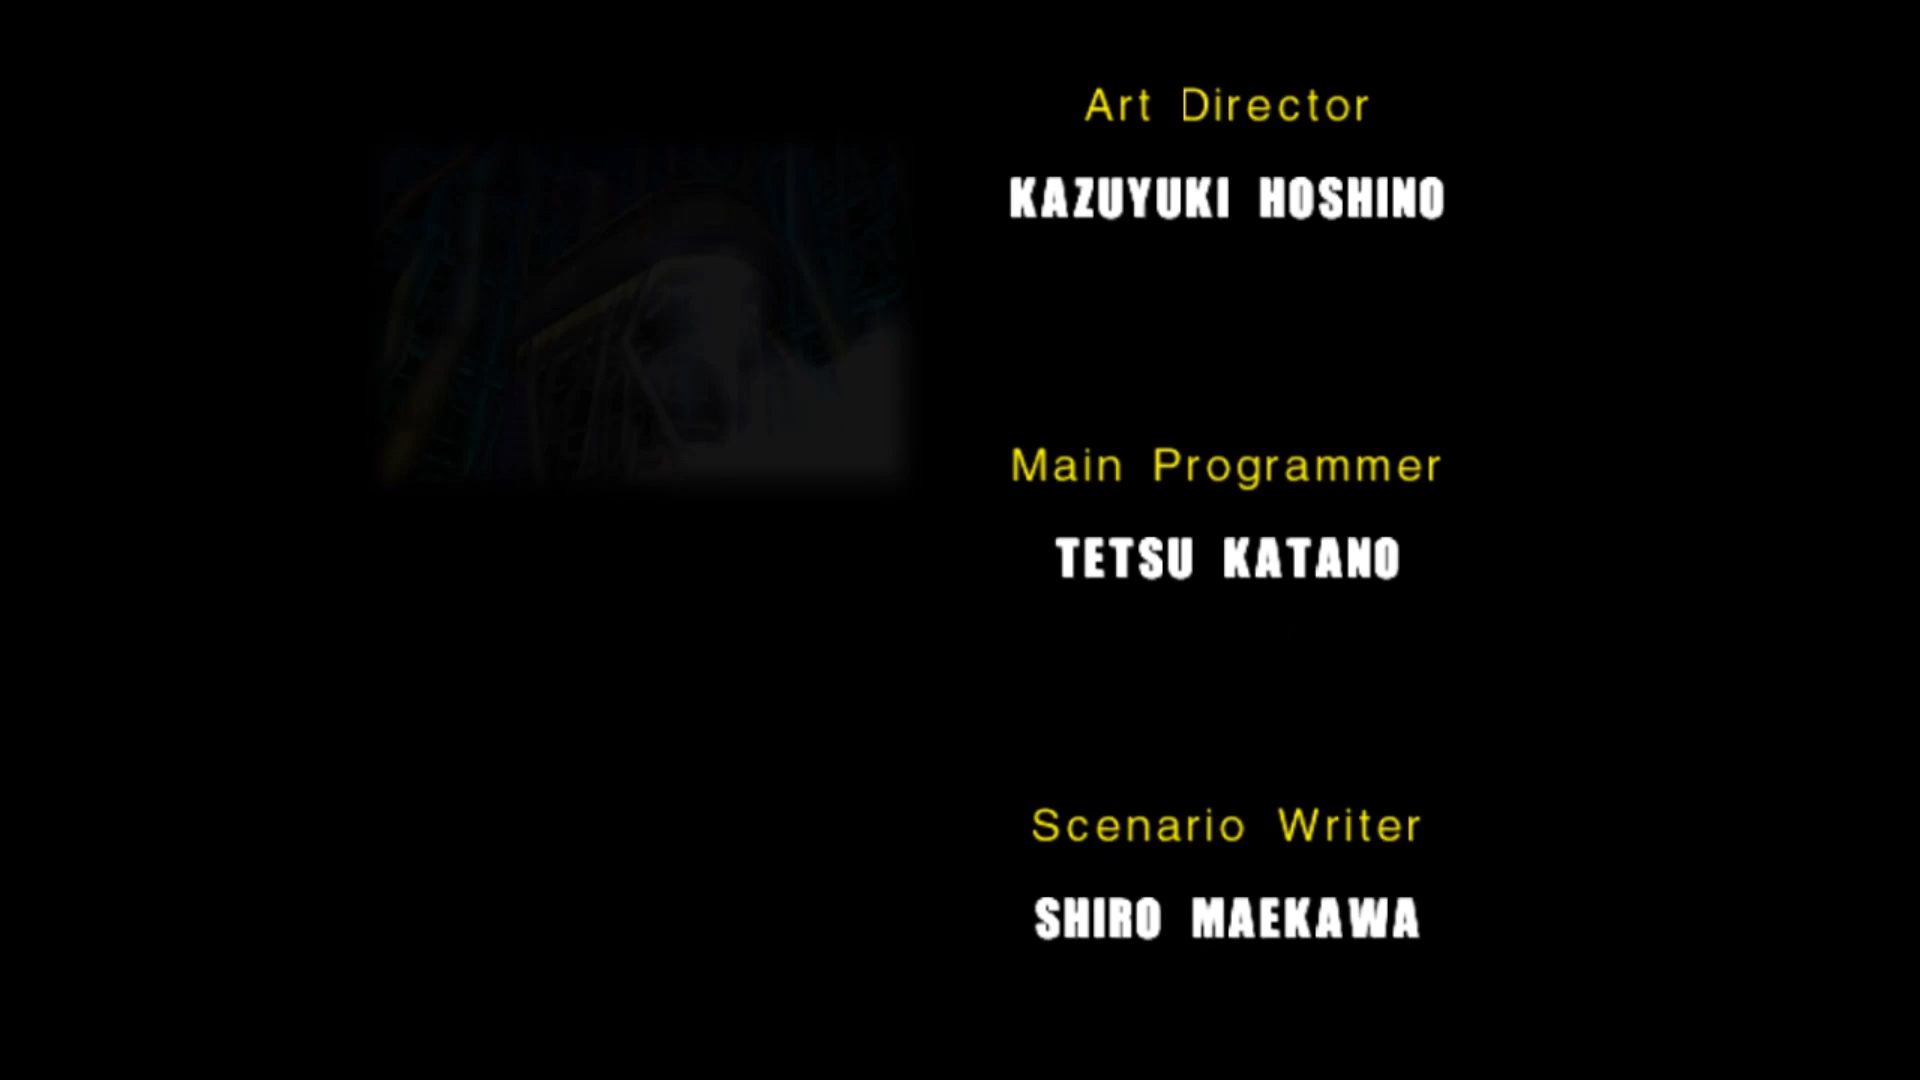 Art Director
KAZUYUKI HOSHINO
Main Programmer
TETSU KATANO
Scenario Writer
SHIRO MAEKAWA